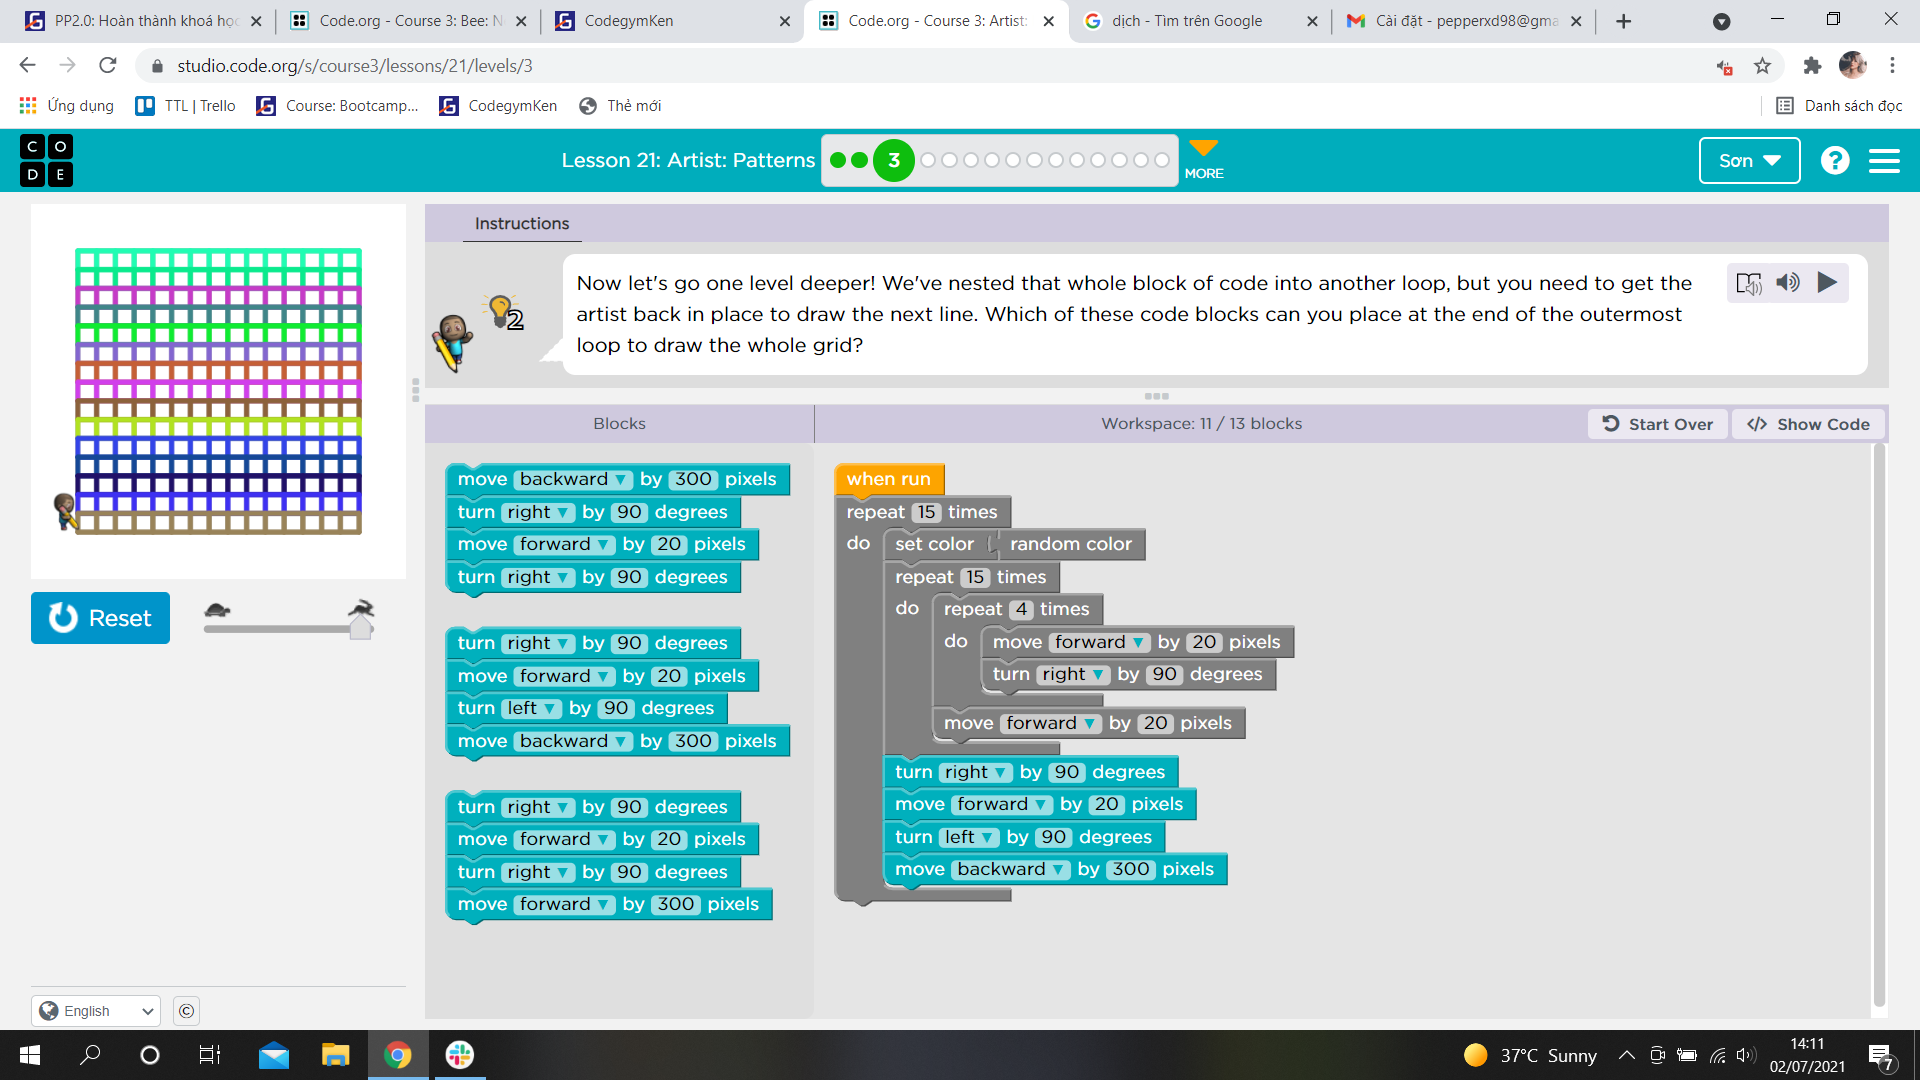 PP2.0: Hoàn thành khoá học
Code.org - Course 3: Bee: N
CodegymKen
Code.org - Course 3: Artist:
dịch - Tìm trên Google
Cài đặt - pepperxd98@gma
studio.code.org/s/course3/lessons/21/levels/3
Ứng dụng
TTL | Trello
Course: Bootcamp...
CodegymKen
Thẻ mới
Danh sách đọc
C O D E
Lesson 21: Artist: Patterns
3
MORE
Sơn
?
Instructions
2
Now let's go one level deeper! We've nested that whole block of code into another loop, but you need to get the
artist back in place to draw the next line. Which of these code blocks can you place at the end of the outermost
loop to draw the whole grid?
Blocks
Workspace: 11 / 13 blocks
Start Over
</> Show Code
move backward ▼ by 300 pixels
turn right ▼ by 90 degrees
move forward ▼ by 20 pixels
turn right ▼ by 90 degrees
turn right ▼ by 90 degrees
move forward ▼ by 20 pixels
turn left ▼ by 90 degrees
move backward ▼ by 300 pixels
turn right ▼ by 90 degrees
move forward ▼ by 20 pixels
turn right ▼ by 90 degrees
move forward ▼ by 300 pixels
when run
repeat 15 times
do set color random color
repeat 15 times
do repeat 4 times
do move forward ▼ by 20 pixels
turn right ▼ by 90 degrees
move forward ▼ by 20 pixels
turn right ▼ by 90 degrees
move forward ▼ by 20 pixels
turn left ▼ by 90 degrees
move backward ▼ by 300 pixels
Reset
English
©
37°C Sunny
14:11
02/07/2021
7